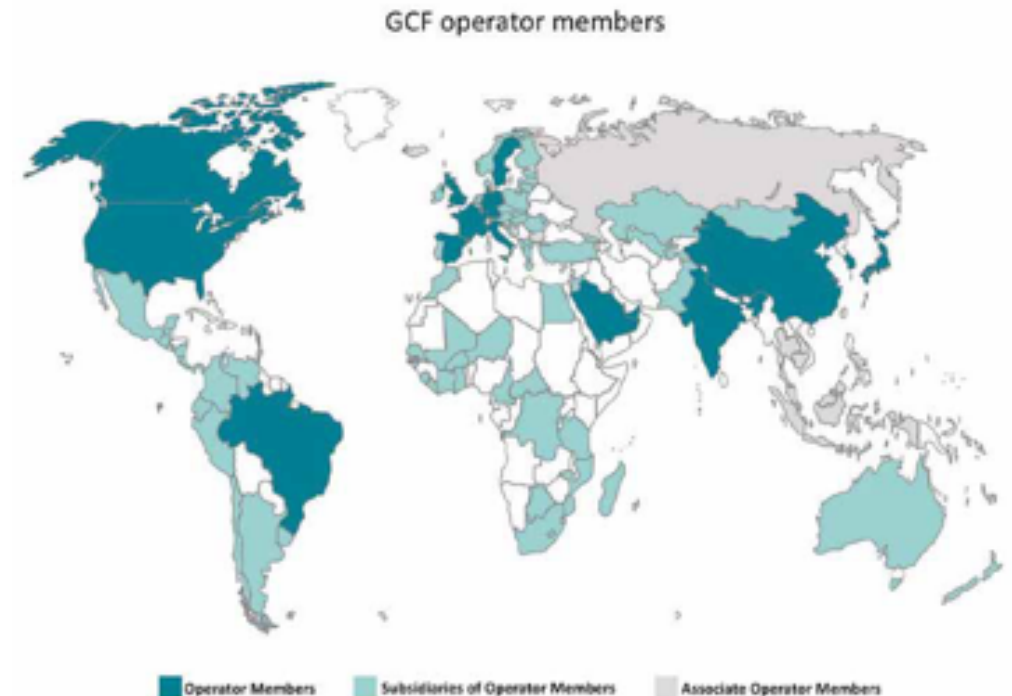 GCF operator members
Operator Members
Subsidiaries of Operator Members
Associate Operator Members